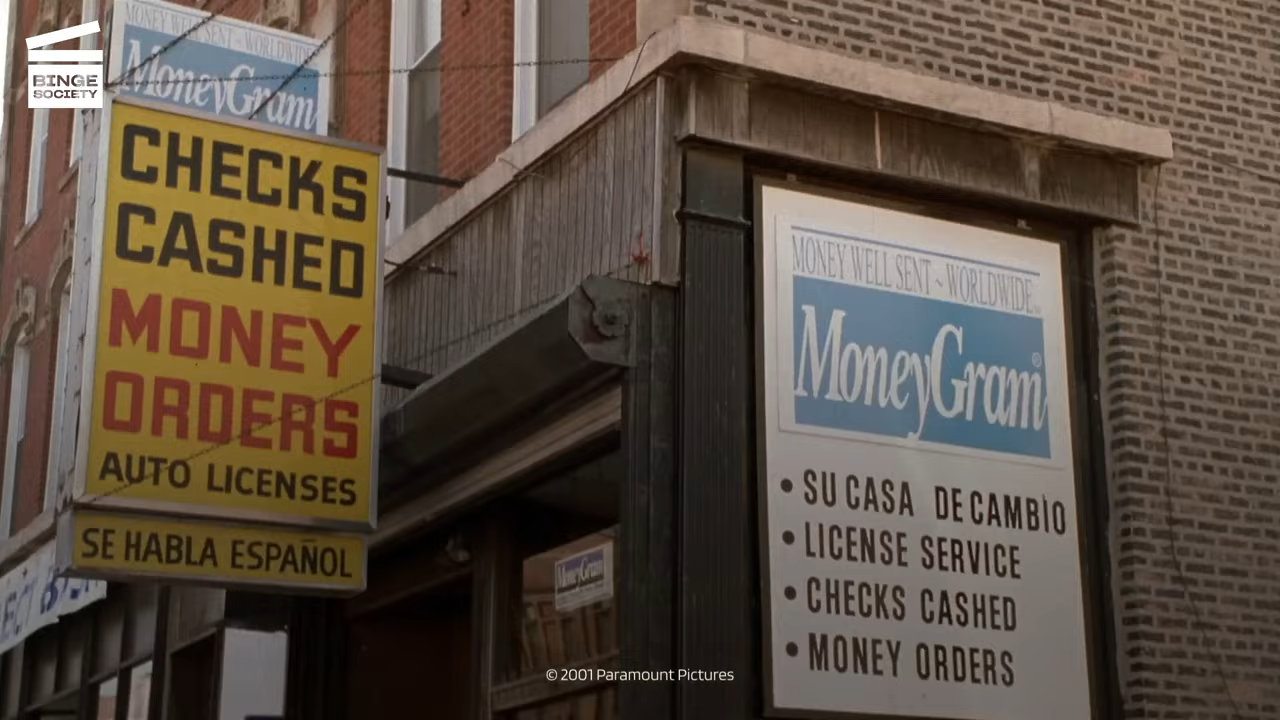 BINGE
SOCIETY
MONEY WELL SENT ~ WORLDWIDE
MoneyGram
CHECKS
CASHED
MONEY
ORDERS
AUTO LICENSES
SE HABLA ESPAÑOL
MONEY WELL SENT ~ WORLDWIDE
MoneyGram®
• SU CASA DE CAMBIO
• LICENSE SERVICE
• CHECKS CASHED
• MONEY ORDERS
MoneyGram
© 2001 Paramount Pictures